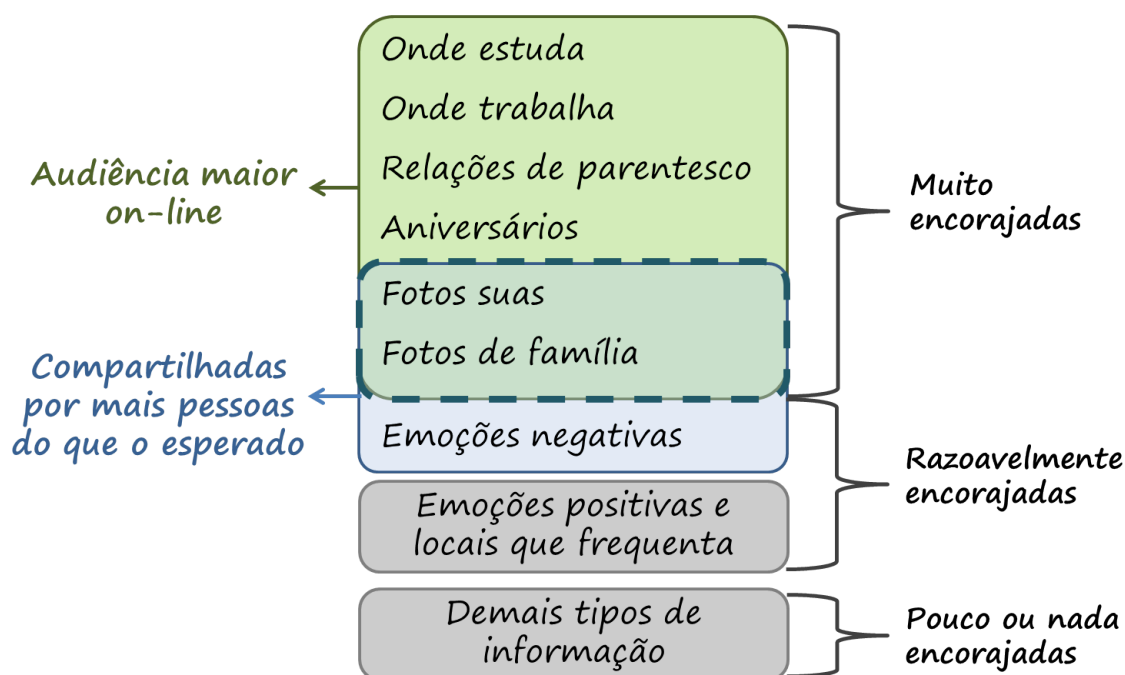 Onde estuda
Onde trabalha
Relações de parentesco
Aniversários
Fotos suas
Fotos de família
Emoções negativas
Emoções positivas e
locais que frequenta
Demais tipos de
informação
Audiência maior
on-line
Compartilhadas
por mais pessoas
do que o esperado
Muito
encorajadas
Razoavelmente
encorajadas
Pouco ou nada
encorajadas